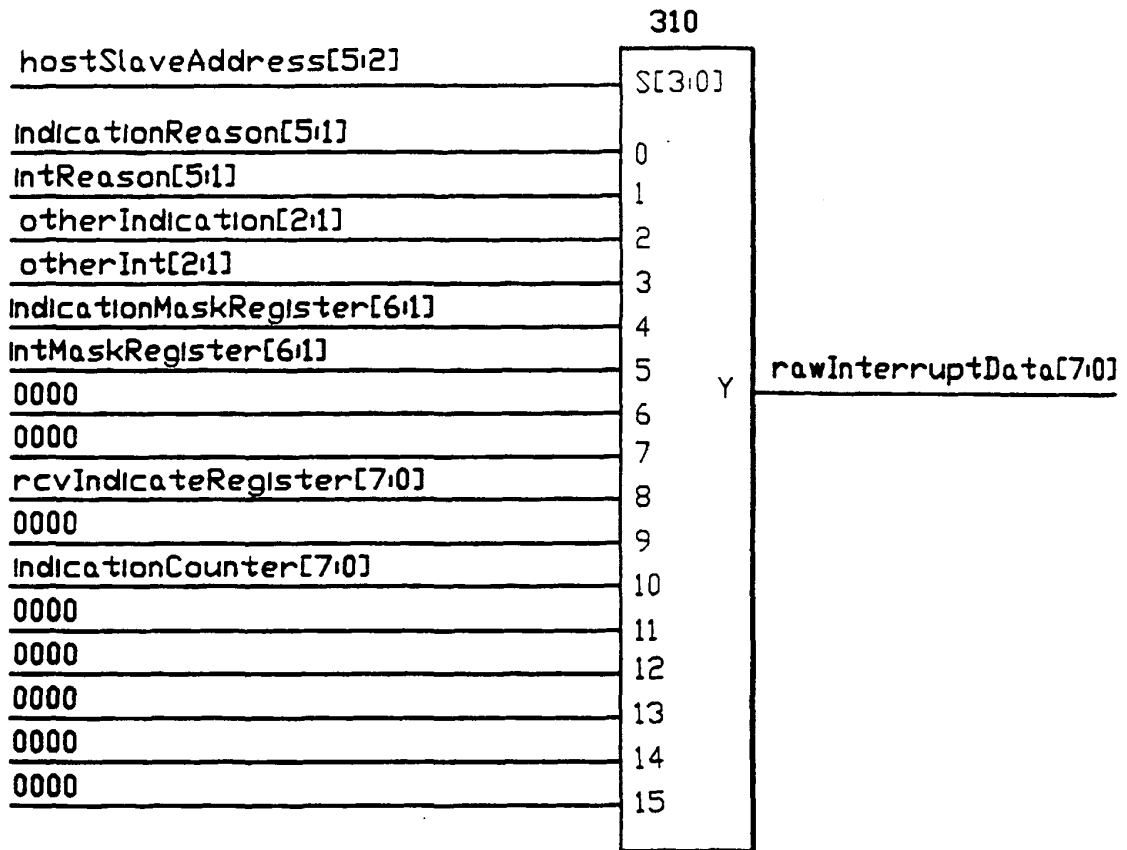 310
hostSlaveAddress[5:2]
S[3:0]
indicationReason[5:1]
0
intReason[5:1]
1
otherIndication[2:1]
2
otherInt[2:1]
3
indicationMaskRegister[6:1]
4
intMaskRegister[6:1]
5
rawInterruptData[7:0]
Y
0000
6
0000
7
rcvIndicateRegister[7:0]
8
0000
9
indicationCounter[7:0]
10
0000
11
0000
12
0000
13
0000
14
0000
15